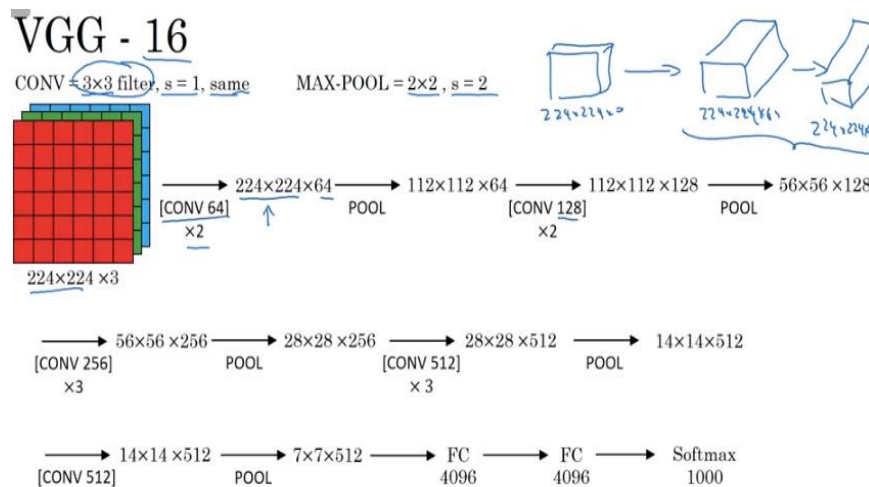 VGG - 16
CONV = 3×3 filter, s = 1, same
MAX-POOL = 2×2 , s = 2
224×224 ×3
[CONV 64]
×2
224×224×64
POOL
112×112 ×64
[CONV 128]
×2
112×112 ×128
POOL
56×56 ×128
[CONV 256]
×3
56×56 ×256
POOL
28×28 ×256
[CONV 512]
× 3
28×28 ×512
POOL
14×14×512
[CONV 512]
14×14 ×512
POOL
7×7×512
FC
4096
FC
4096
Softmax
1000